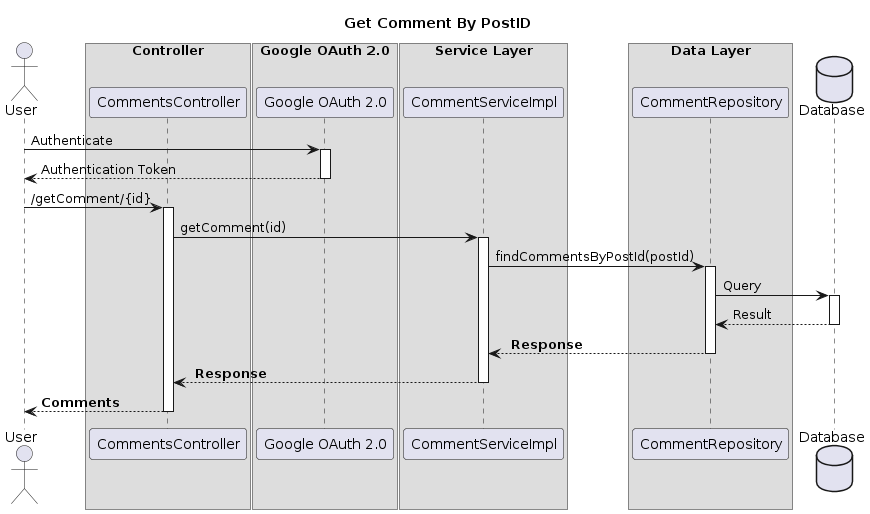 Get Comment By PostID
Controller
Google OAuth 2.0
Service Layer
Data Layer
User
CommentsController
Google OAuth 2.0
CommentServiceImpl
CommentRepository
Database
Authenticate
Authentication Token
/getComment/{id}
getComment(id)
findCommentsByPostId(postId)
Query
Result
Response
Response
Comments
User
CommentsController
Google OAuth 2.0
CommentServiceImpl
CommentRepository
Database